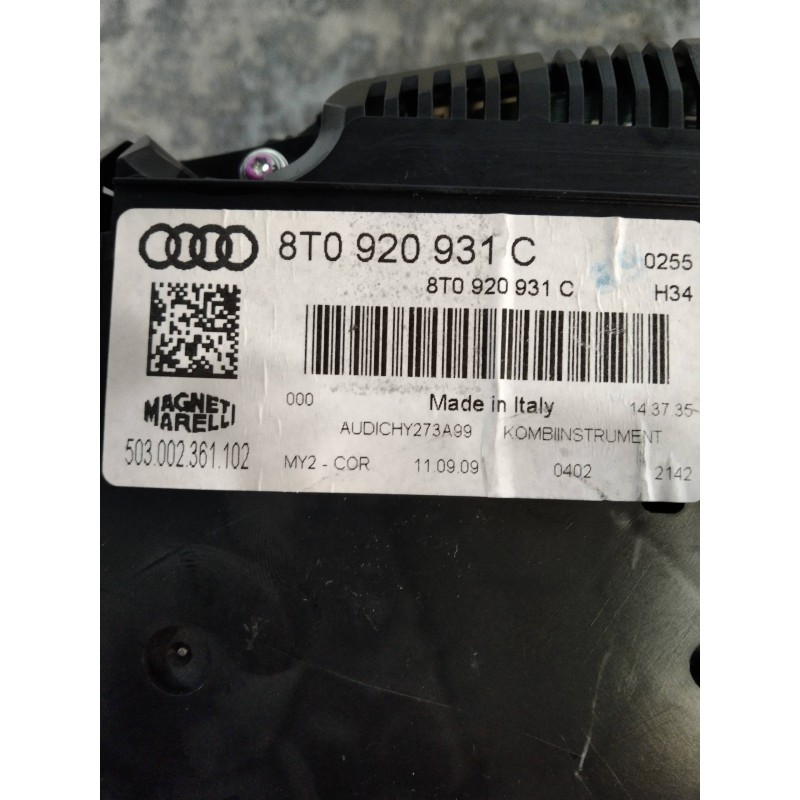 8T0 920 931 C 0255
8T0 920 931 C H34
000 Made in Italy 14 37 35
MAGNETI MARELLI
AUDICHY273A99 KOMBIINSTRUMENT
503.002.361.102
MY2 - COR 11.09.09 0402 2142